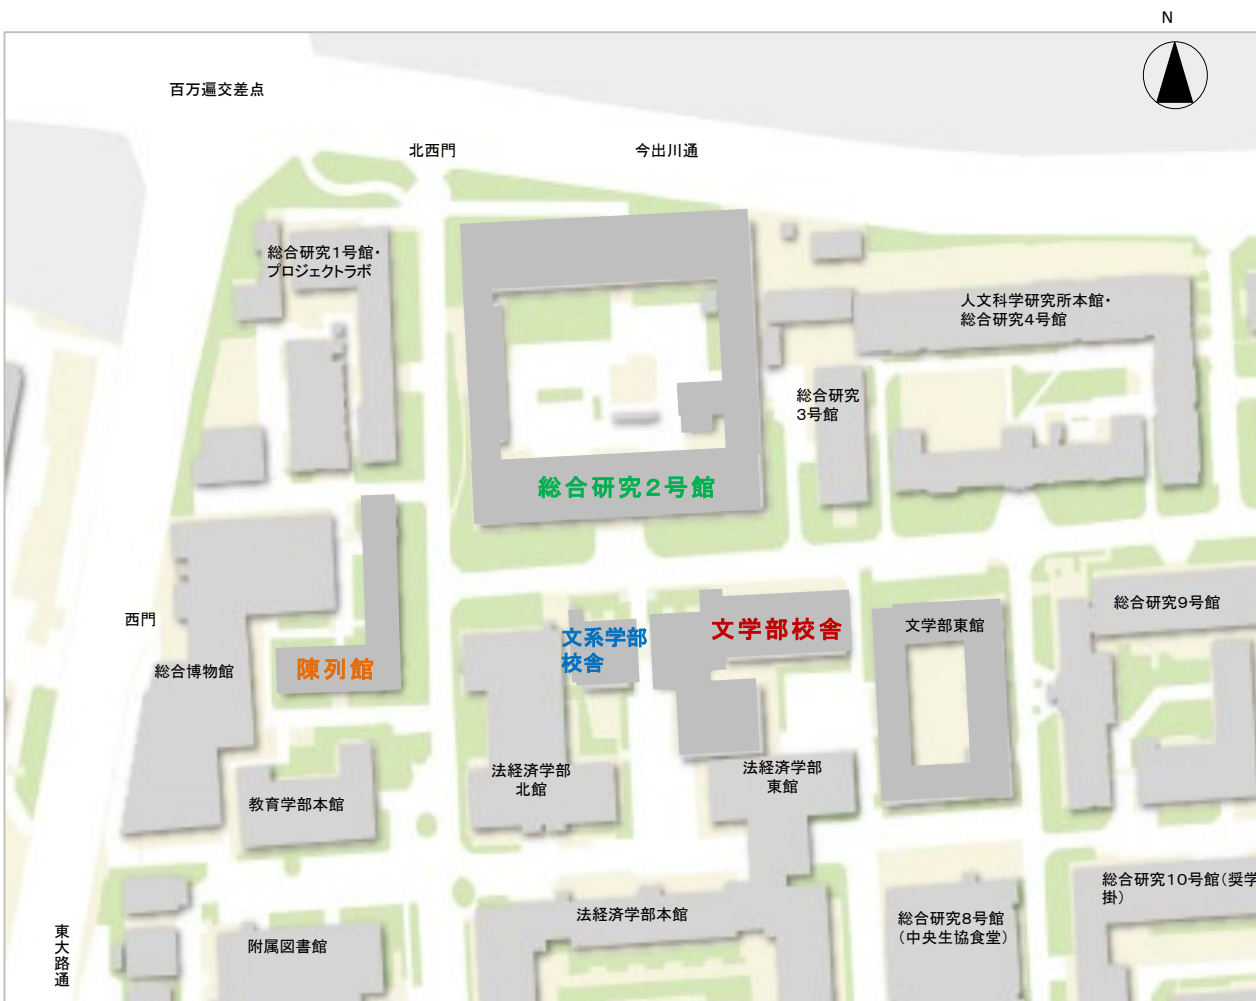 N
百万遍交差点
北西門
今出川通
総合研究1号館・
プロジェクトラボ
人文科学研究所本館・
総合研究4号館
総合研究
3号館
総合研究2号館
総合研究9号館
西門
文系学部
校舎
文学部校舎
文学部東館
総合博物館
陳列館
法経済学部
北館
法経済学部
東館
教育学部本館
総合研究10号館(奨学
掛)
法経済学部本館
総合研究8号館
(中央生協食堂)
東大路通
附属図書館